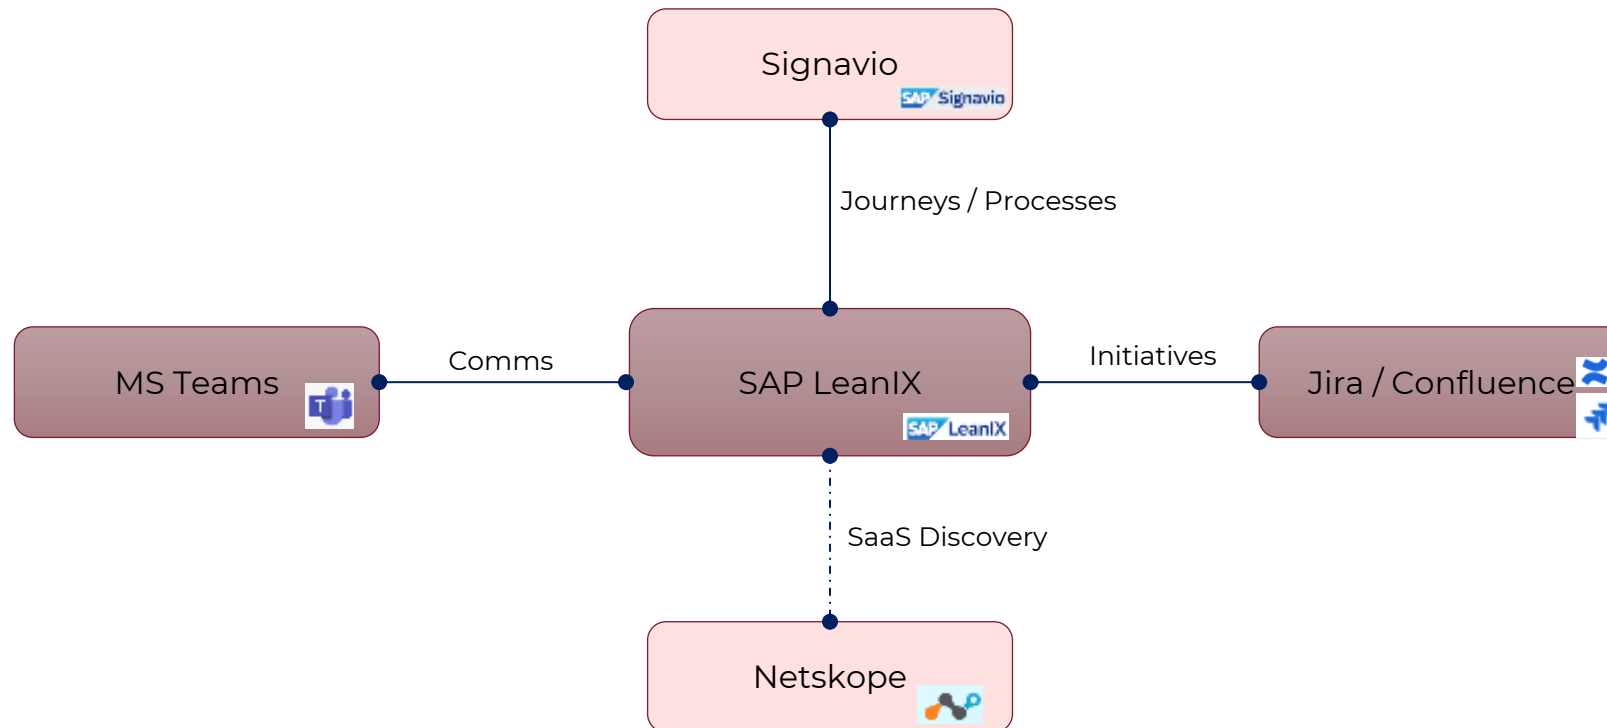 Signavio
SAP Signavio
Journeys / Processes
MS Teams
T
Comms
SAP LeanIX
SAP LeanIX
Initiatives
Jira / Confluence
SaaS Discovery
Netskope